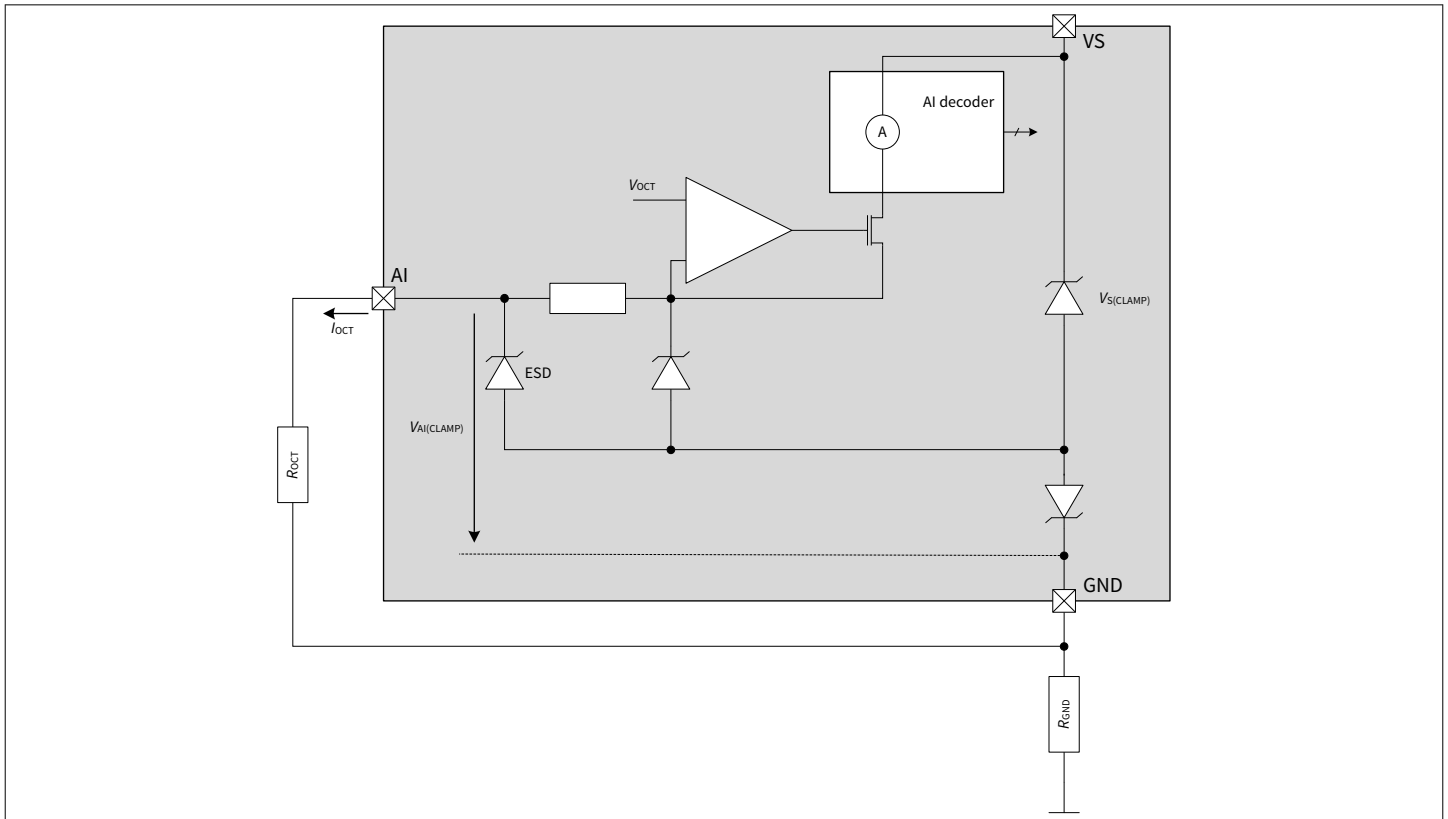 VS
AI decoder
A
VOCT
AI
IOCT
VS(CLAMP)
ESD
VAI(CLAMP)
ROCT
GND
RGND